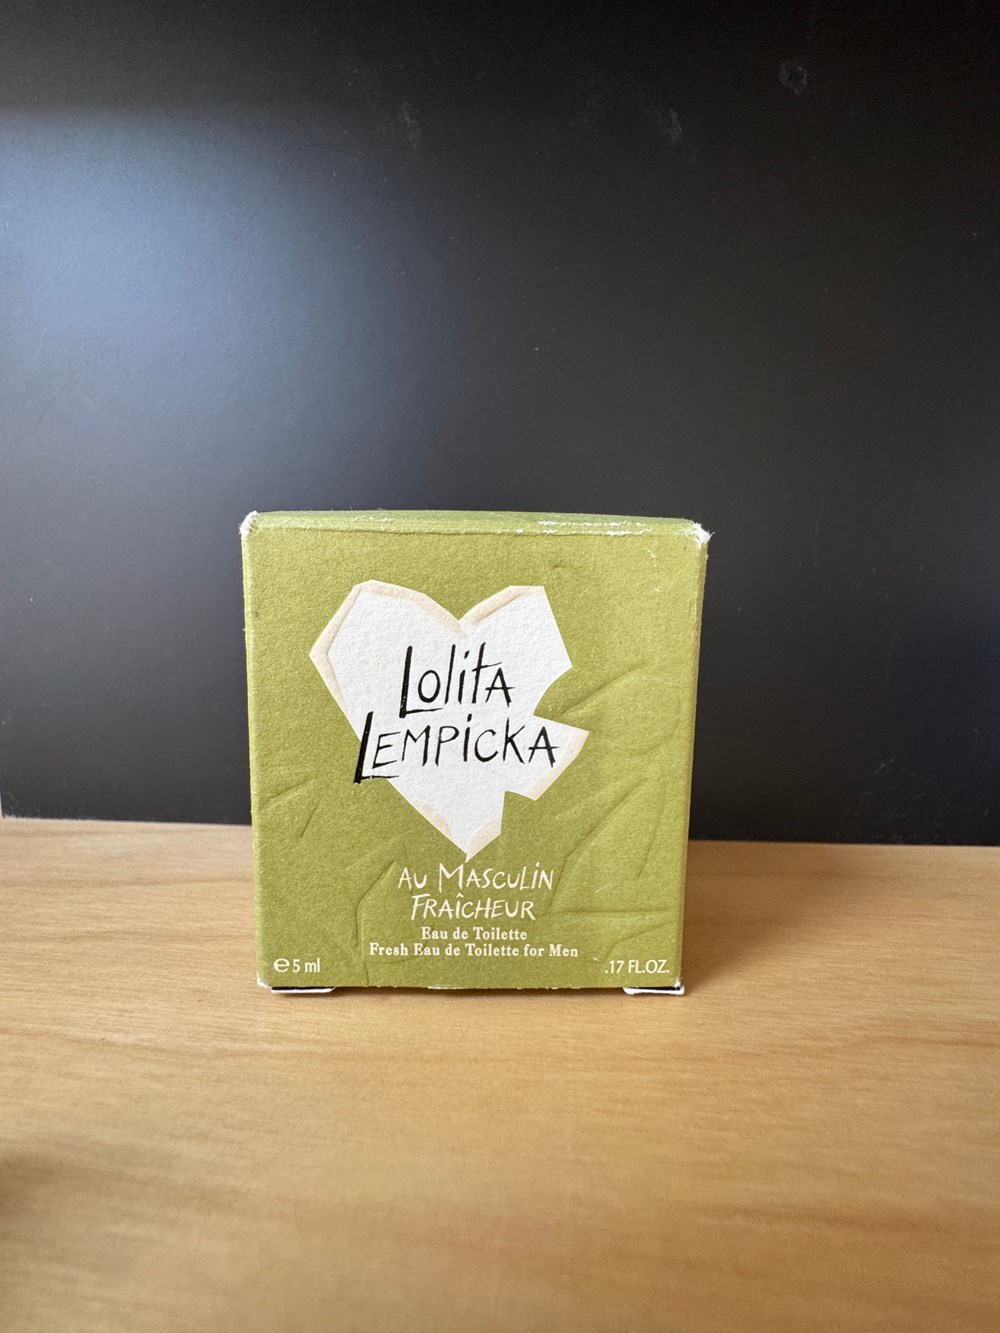 LolitA
LEMPiCKA
AU MASCULiN
FRAÎCHEUR
Eau de Toilette
Fresh Eau de Toilette for Men
℮5 ml
.17 FL.OZ.